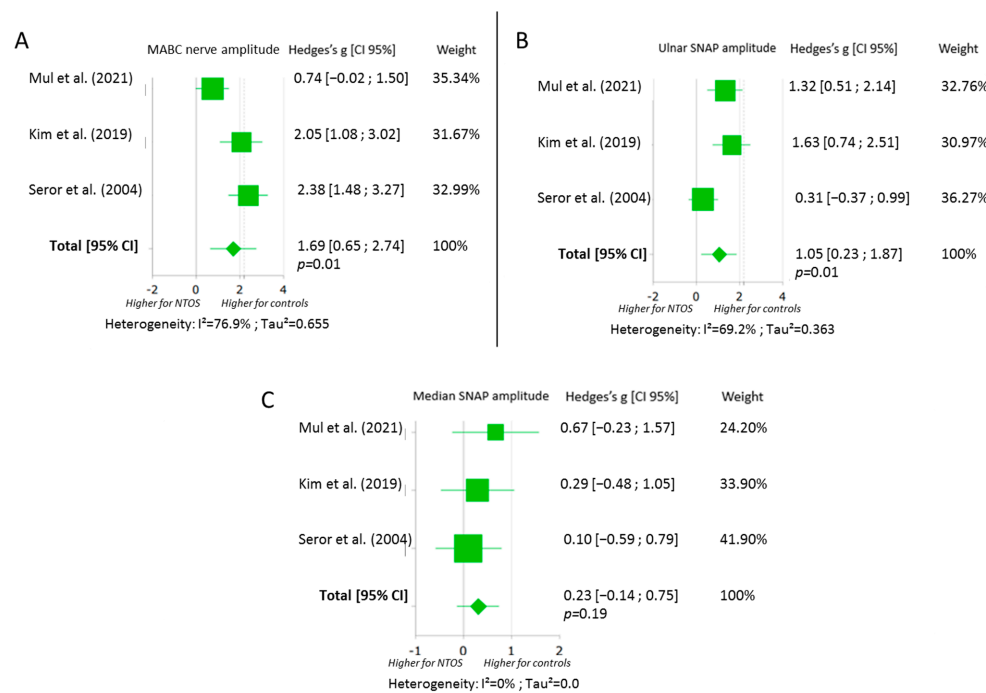 A
MABC nerve amplitude Hedges's g [CI 95%] Weight
Mul et al. (2021) 0.74 [−0.02 ; 1.50] 35.34%
Kim et al. (2019) 2.05 [1.08 ; 3.02] 31.67%
Seror et al. (2004) 2.38 [1.48 ; 3.27] 32.99%
Total [95% CI] 1.69 [0.65 ; 2.74] 100%
p=0.01
-2 0 2 4
Higher for NTOS Higher for controls
Heterogeneity: I²=76.9% ; Tau²=0.655
B
Ulnar SNAP amplitude Hedges's g [CI 95%] Weight
Mul et al. (2021) 1.32 [0.51 ; 2.14] 32.76%
Kim et al. (2019) 1.63 [0.74 ; 2.51] 30.97%
Seror et al. (2004) 0.31 [−0.37 ; 0.99] 36.27%
Total [95% CI] 1.05 [0.23 ; 1.87] 100%
p=0.01
-2 0 2 4
Higher for NTOS Higher for controls
Heterogeneity: I²=69.2% ; Tau²=0.363
C
Median SNAP amplitude Hedges's g [CI 95%] Weight
Mul et al. (2021) 0.67 [−0.23 ; 1.57] 24.20%
Kim et al. (2019) 0.29 [−0.48 ; 1.05] 33.90%
Seror et al. (2004) 0.10 [−0.59 ; 0.79] 41.90%
Total [95% CI] 0.23 [−0.14 ; 0.75] 100%
p=0.19
-1 0 1 2
Higher for NTOS Higher for controls
Heterogeneity: I²=0% ; Tau²=0.0